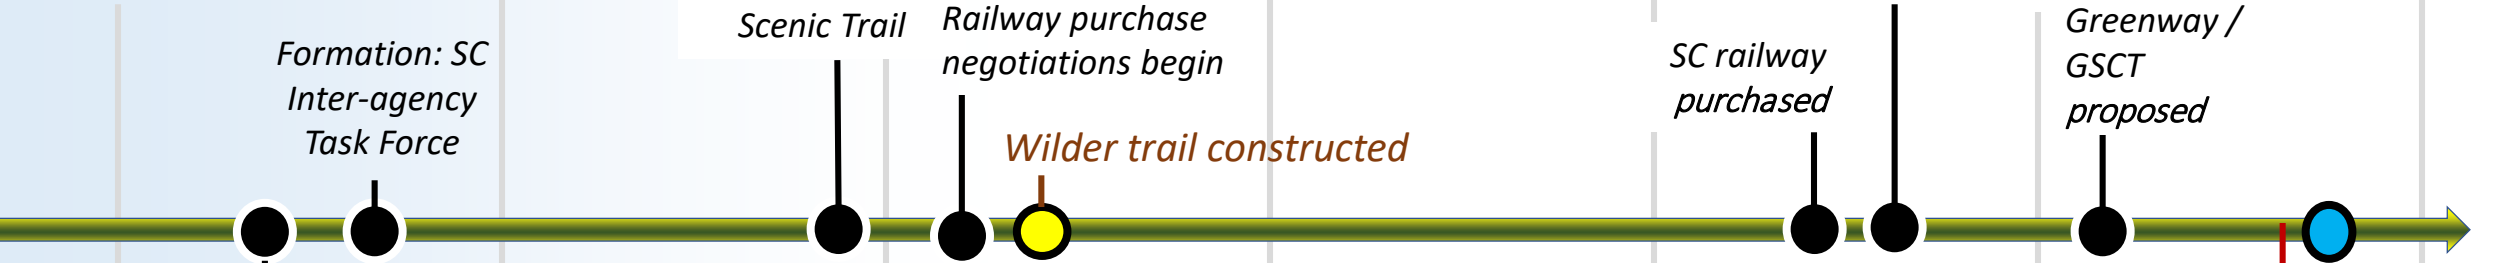 Formation: SC
Inter-agency
Task Force
Scenic Trail
Railway purchase
negotiations begin
Wilder trail constructed
SC railway
purchased
Greenway /
GSCT
proposed